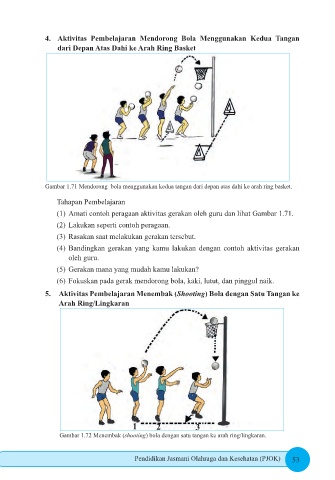 4. Aktivitas Pembelajaran Mendorong Bola Menggunakan Kedua Tangan
dari Depan Atas Dahi ke Arah Ring Basket
Gambar 1.71 Mendorong bola menggunakan kedua tangan dari depan atas dahi ke arah ring basket.
Tahapan Pembelajaran
(1) Amati contoh peragaan aktivitas gerakan oleh guru dan lihat Gambar 1.71.
(2) Lakukan seperti contoh peragaan.
(3) Rasakan saat melakukan gerakan tersebut.
(4) Bandingkan gerakan yang kamu lakukan dengan contoh aktivitas gerakan
oleh guru.
(5) Gerakan mana yang mudah kamu lakukan?
(6) Fokuskan pada gerak mendorong bola, kaki, lutut, dan pinggul naik.
5. Aktivitas Pembelajaran Menembak (Shooting) Bola dengan Satu Tangan ke
Arah Ring/Lingkaran
1 2 3
Gambar 1.72 Menembak (shooting) bola dengan satu tangan ke arah ring/lingkaran.
Pendidikan Jasmani Olahraga dan Kesehatan (PJOK) 53